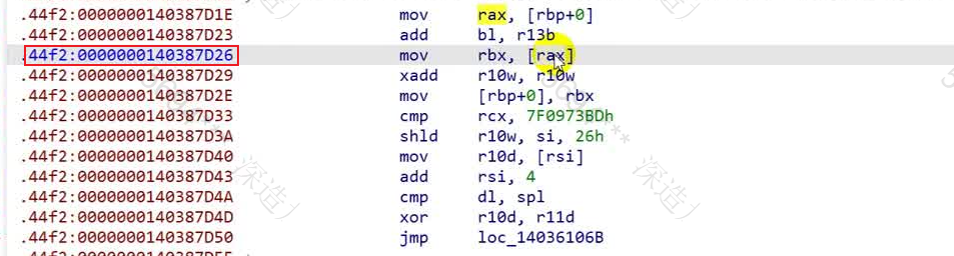 .44f2:0000000140387D1E mov rax, [rbp+0]
.44f2:0000000140387D23 add bl, r13b
.44f2:0000000140387D26 mov rbx, [rax]
.44f2:0000000140387D29 xadd r10w, r10w
.44f2:0000000140387D2E mov [rbp+0], rbx
.44f2:0000000140387D33 cmp rcx, 7F0973BDh
.44f2:0000000140387D3A shld r10w, si, 26h
.44f2:0000000140387D40 mov r10d, [rsi]
.44f2:0000000140387D43 add rsi, 4
.44f2:0000000140387D4A cmp dl, spl
.44f2:0000000140387D4D xor r10d, r11d
.44f2:0000000140387D50 jmp loc_14036106B